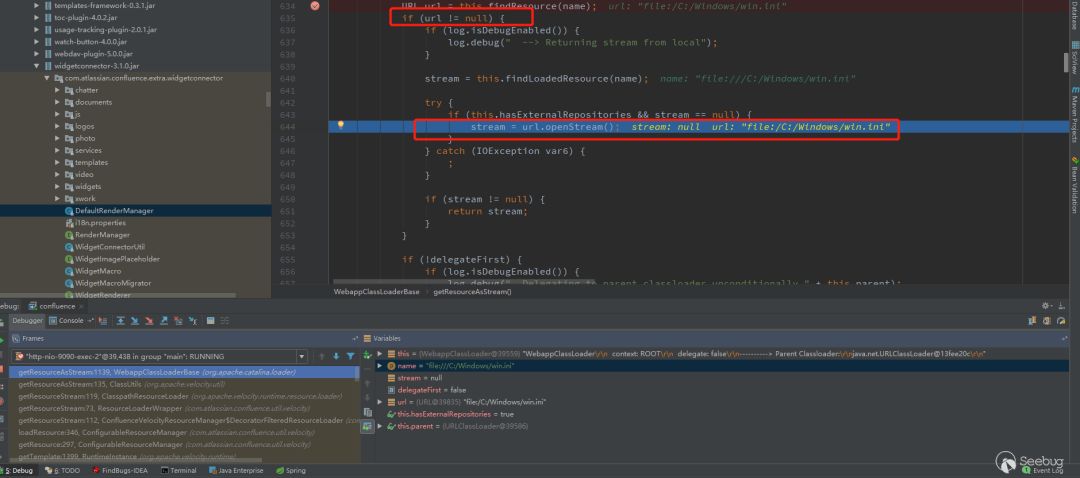 templates-framework-0.3.1.jar
toc-plugin-4.0.2.jar
usage-tracking-plugin-2.0.1.jar
watch-button-4.0.0.jar
webdav-plugin-5.0.0.jar
widgetconnector-3.1.0.jar
com.atlassian.confluence.extra.widgetconnector
chatter
documents
js
logos
photo
services
templates
video
widgets
xwork
DefaultRenderManager
i18n.properties
RenderManager
WidgetConnectorUtil
WidgetImagePlaceholder
WidgetMacro
WidgetMacroMigrator
WidgetRenderer
634 URL url = this.findResource(name); url: "file:/C:/Windows/win.ini"
635 if (url != null) {
636 if (log.isDebugEnabled()) {
637 log.debug(" --> Returning stream from local");
638 }
639
640 stream = this.findLoadedResource(name); name: "file:///C:/Windows/win.ini"
641
642 try {
643 if (this.hasExternalRepositories && stream == null) {
644 stream = url.openStream(); stream: null url: "file:/C:/Windows/win.ini"
645 }
646 } catch (IOException var6) {
647 ;
648 }
649
650 if (stream != null) {
651 return stream;
652 }
653 }
654
655 if (!delegateFirst) {
656 if (log.isDebugEnabled()) {
657 log.debug(" Delegating to parent classloader unconditionally " + this.parent);
WebappClassLoaderBase › getResourceAsStream()
Database
SciView
Maven Projects
Bean Validation
ebug: confluence
Debugger Console
Frames
"http-nio-9090-exec-2"@39,438 in group "main": RUNNING
getResourceAsStream:1139, WebappClassLoaderBase (org.apache.catalina.loader)
getResourceAsStream:135, ClassUtils (org.apache.velocity.util)
getResourceStream:119, ClasspathResourceLoader (org.apache.velocity.runtime.resource.loader)
getResourceStream:73, ResourceLoaderWrapper (com.atlassian.confluence.util.velocity)
getResourceStream:112, ConfluenceVelocityResourceManager$DecoratorFilteredResourceLoader (co
loadResource:346, ConfigurableResourceManager (com.atlassian.confluence.util.velocity)
getResource:297, ConfigurableResourceManager (com.atlassian.confluence.util.velocity)
getTemplate:1399, RuntimeInstance (org.apache.velocity.runtime)
Variables
this = {WebappClassLoader@39559} "WebappClassLoader\r\n context: ROOT\r\n delegate: false\r\n----------> Parent Classloader:\r\njava.net.URLClassLoader@13fee20c\r\n"
name = "file:///C:/Windows/win.ini"
stream = null
delegateFirst = false
url = {URL@39835} "file:/C:/Windows/win.ini"
this.hasExternalRepositories = true
this.parent = {URLClassLoader@39586}
5: Debug 6: TODO FindBugs-IDEA Terminal Java Enterprise Spring
Seebug
1 Event Log